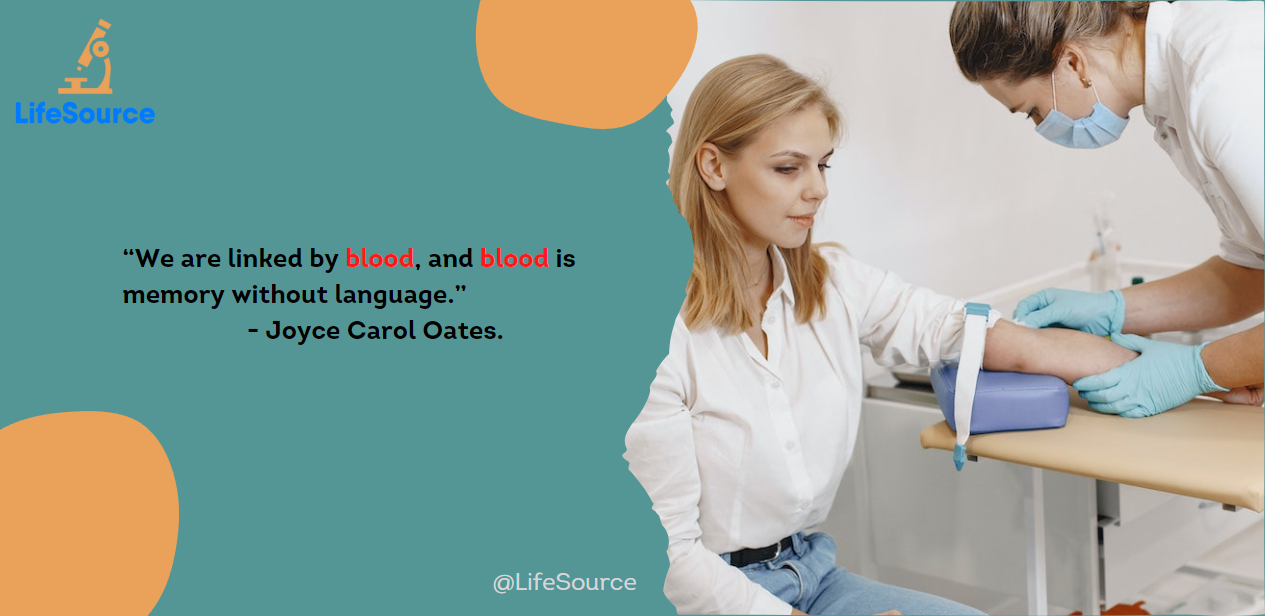 LifeSource
“We are linked by blood, and blood is
memory without language.”
- Joyce Carol Oates.
@LifeSource